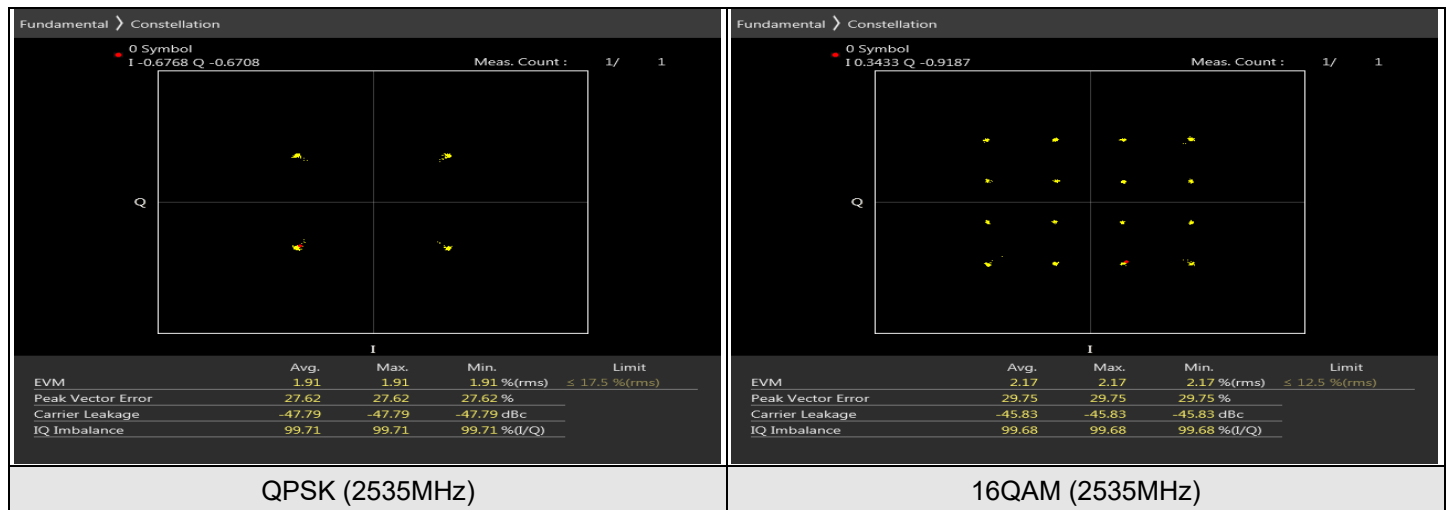 Fundamental ❯ Constellation
0 Symbol
I -0.6768 Q -0.6708 Meas. Count : 1/ 1
Q
I
Avg. Max. Min. Limit
EVM 1.91 1.91 1.91 %(rms) ≤ 17.5 %(rms)
Peak Vector Error 27.62 27.62 27.62 %
Carrier Leakage -47.79 -47.79 -47.79 dBc
IQ Imbalance 99.71 99.71 99.71 %(I/Q)
QPSK (2535MHz)
Fundamental ❯ Constellation
0 Symbol
I 0.3433 Q -0.9187 Meas. Count : 1/ 1
Q
I
Avg. Max. Min. Limit
EVM 2.17 2.17 2.17 %(rms) ≤ 12.5 %(rms)
Peak Vector Error 29.75 29.75 29.75 %
Carrier Leakage -45.83 -45.83 -45.83 dBc
IQ Imbalance 99.68 99.68 99.68 %(I/Q)
16QAM (2535MHz)